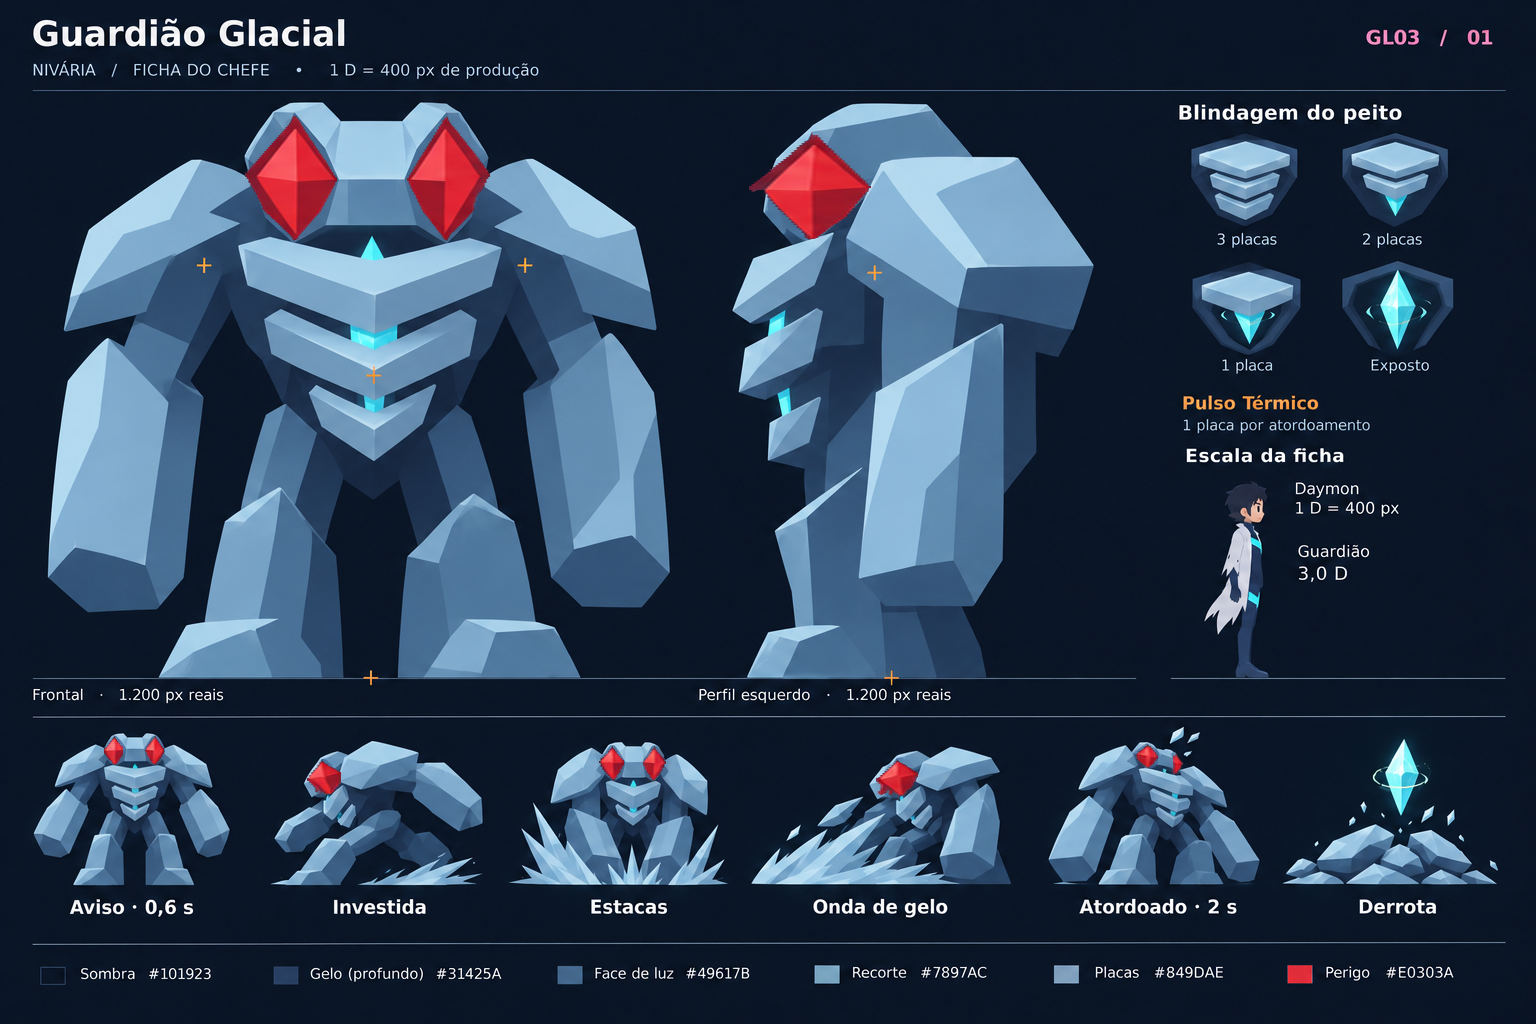 Guardião Glacial
GL03 / 01
NIVÁRIA / FICHA DO CHEFE • 1 D = 400 px de produção
Blindagem do peito
3 placas
2 placas
1 placa
Exposto
Pulso Térmico
1 placa por atordoamento
Escala da ficha
Daymon
1 D = 400 px
Guardião
3,0 D
Frontal · 1.200 px reais
Perfil esquerdo · 1.200 px reais
Aviso · 0,6 s
Investida
Estacas
Onda de gelo
Atordoado · 2 s
Derrota
Sombra #101923
Gelo (profundo) #31425A
Face de luz #49617B
Recorte #7897AC
Placas #849DAE
Perigo #E0303A